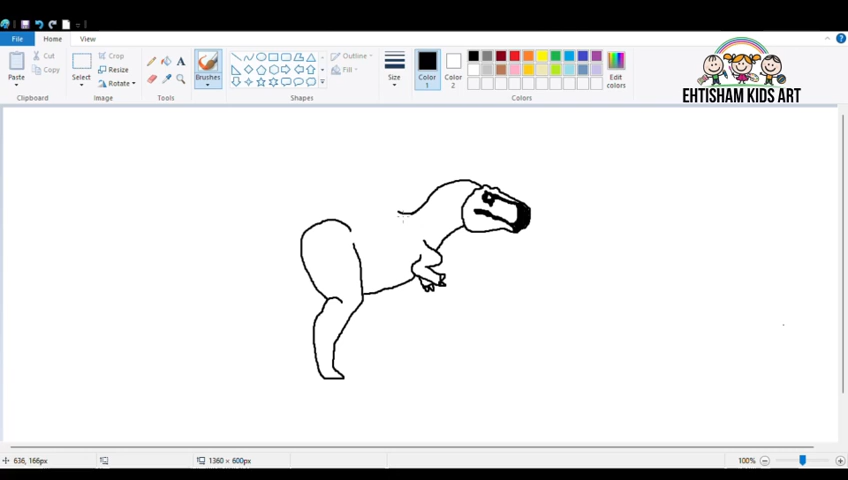 File Home View
Paste Cut Copy Clipboard
Select Crop Resize Rotate Image
Tools
Brushes
Shapes Outline Fill
Size
Color 1 Color 2
Edit colors
Colors
EHTISHAM KIDS ART
636, 166px 1360 × 600px 100%